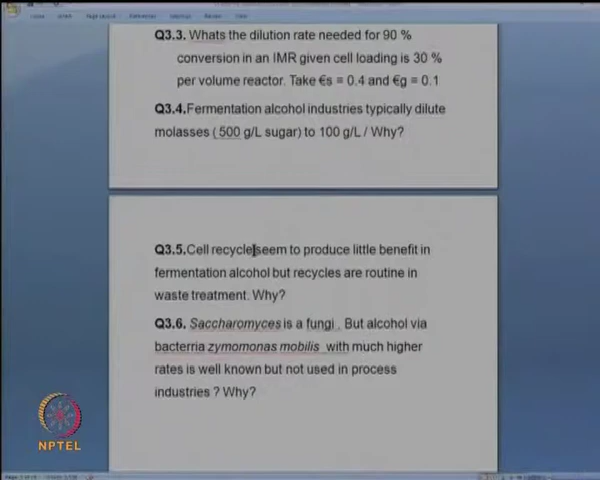 Q3.3. Whats the dilution rate needed for 90 %
conversion in an IMR given cell loading is 30 %
per volume reactor. Take €s = 0.4 and €g = 0.1
Q3.4.Fermentation alcohol industries typically dilute
molasses ( 500 g/L sugar) to 100 g/L / Why?
Q3.5.Cell recycle seem to produce little benefit in
fermentation alcohol but recycles are routine in
waste treatment. Why?
Q3.6. Saccharomyces is a fungi . But alcohol via
bacterria zymomonas mobilis with much higher
rates is well known but not used in process
industries ? Why?
NPTEL